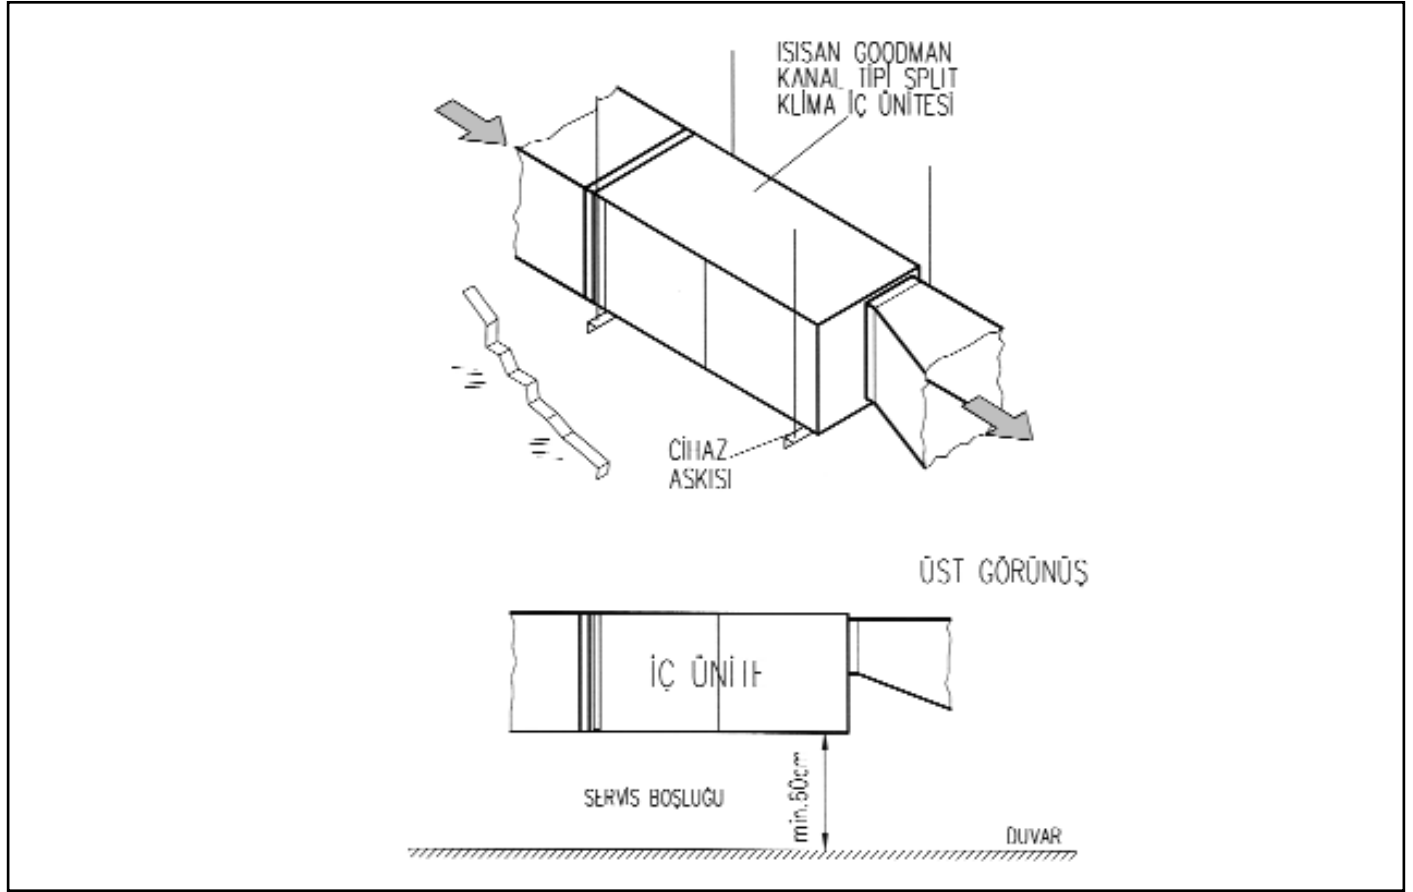 ISISAN GOODMAN
KANAL TİPİ SPLIT
KLİMA İÇ ÜNİTESİ
CİHAZ
ASKISI
ÜST GÖRÜNÜŞ
İÇ ÜNİTE
SERVİS BOŞLUĞU
min.
DUVAR